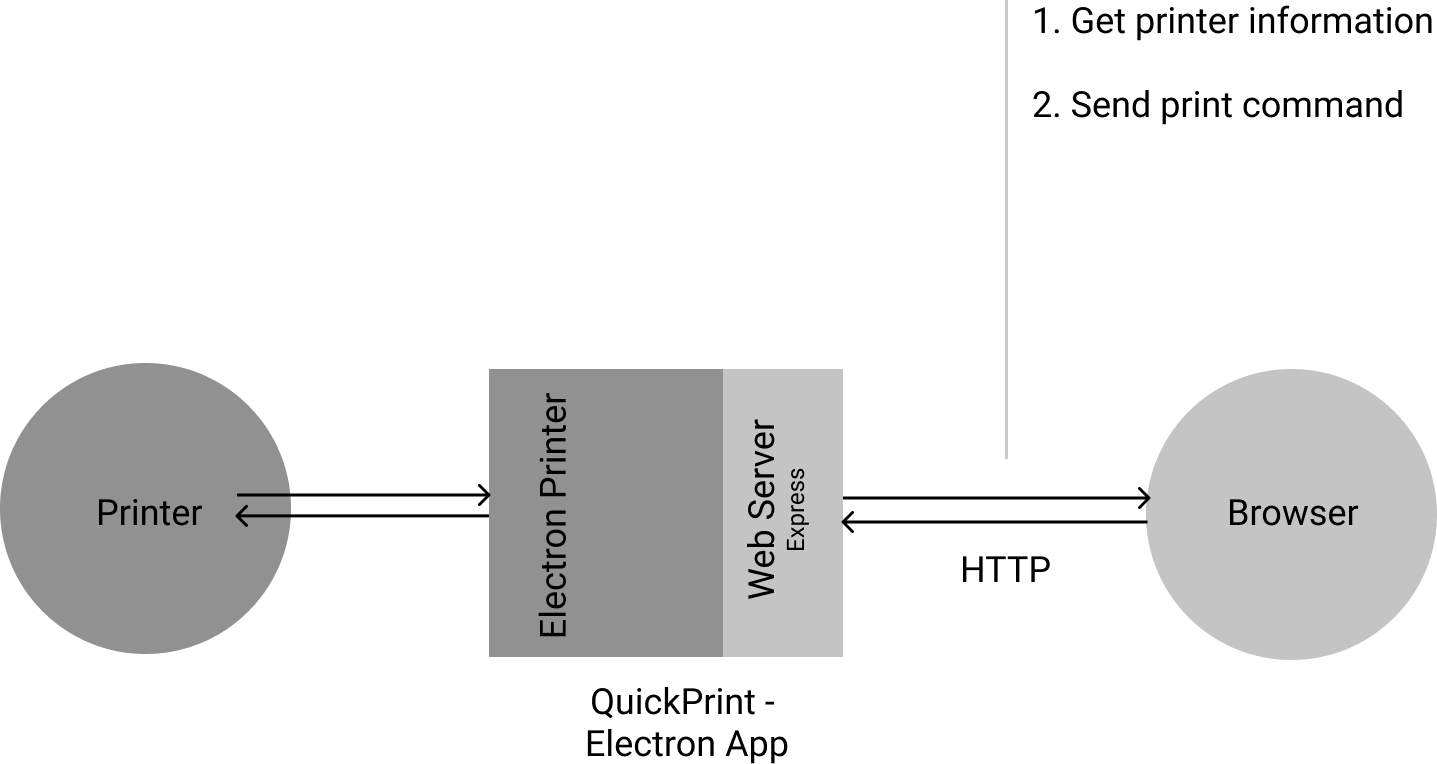 1. Get printer information
2. Send print command
Printer
Electron Printer
Web Server
Express
Browser
HTTP
QuickPrint -
Electron App